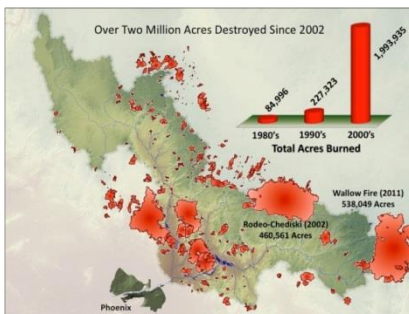 Over Two Million Acres Destroyed Since 2002
84,996
227,323
1,993,935
1980's
1990's
2000's
Total Acres Burned
Wallow Fire (2011)
538,049 Acres
Rodeo-Chediski (2002)
460,561 Acres
Phoenix